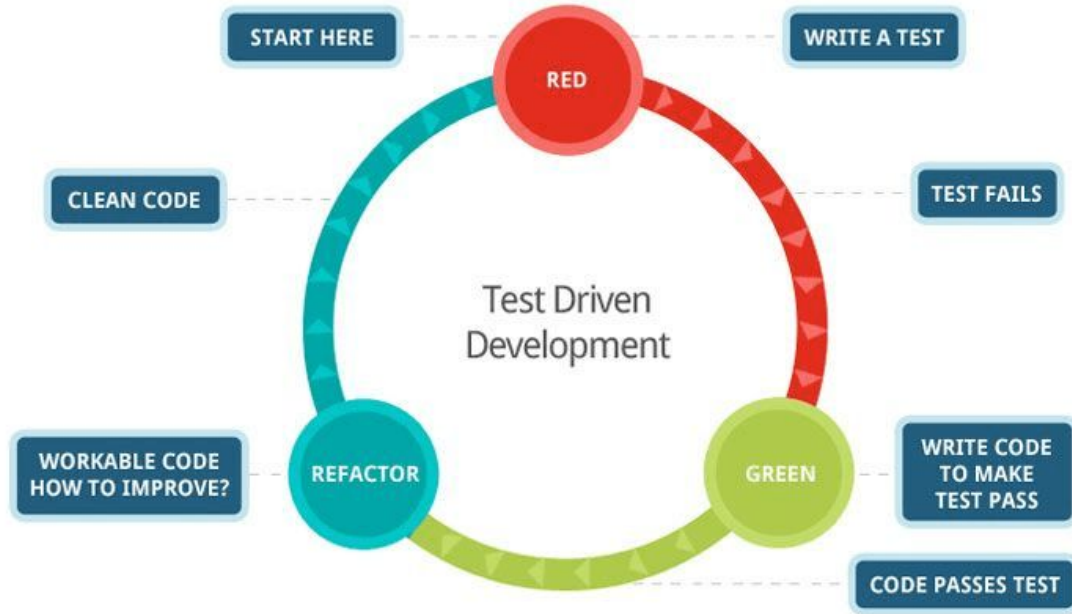 START HERE
RED
WRITE A TEST
CLEAN CODE
TEST FAILS
Test Driven
Development
WORKABLE CODE
HOW TO IMPROVE?
REFACTOR
GREEN
WRITE CODE
TO MAKE
TEST PASS
CODE PASSES TEST